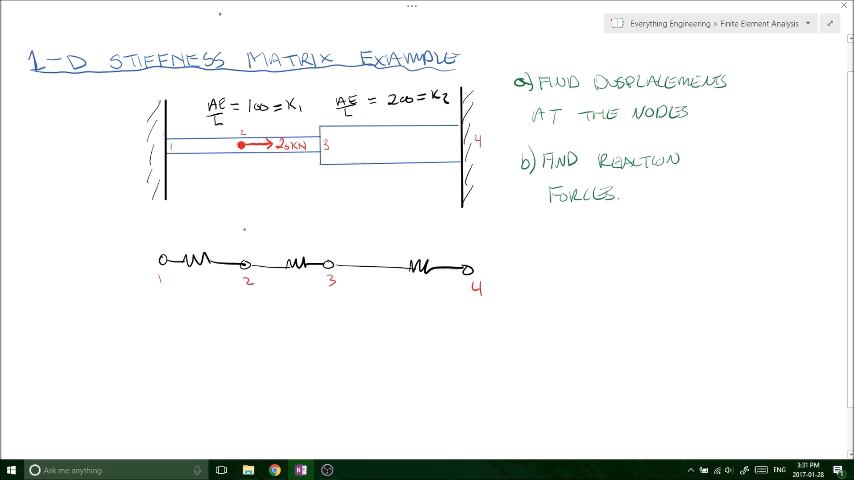 Everything Engineering > Finite Element Analysis
1-D STIFFNESS MATRIX EXAMPLE
AE/L = 100 = K1
AE/L = 200 = K2
1
2
20KN
3
4
a) FIND DISPLACEMENTS
AT THE NODES
b) FIND REACTION
FORCES.
1
2
3
4
Ask me anything
ENG
3:31 PM
2017-01-28